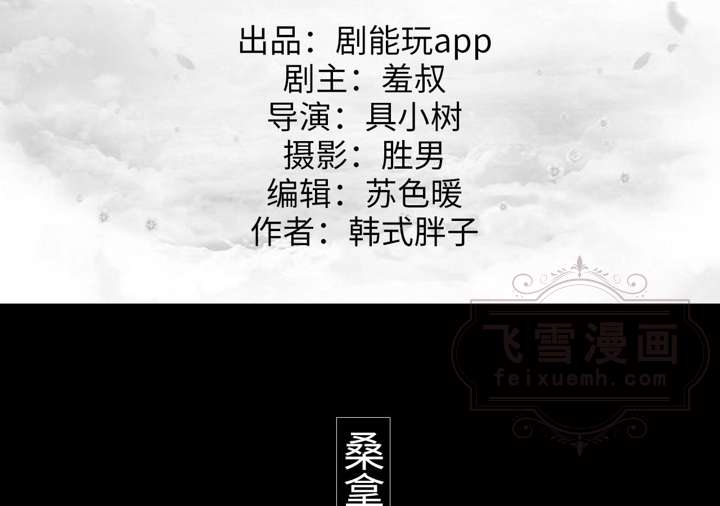 出品：剧能玩app
剧主：羞叔
导演：具小树
摄影：胜男
编辑：苏色暖
作者：韩式胖子
飞雪漫画
feixuemh.com
桑拿